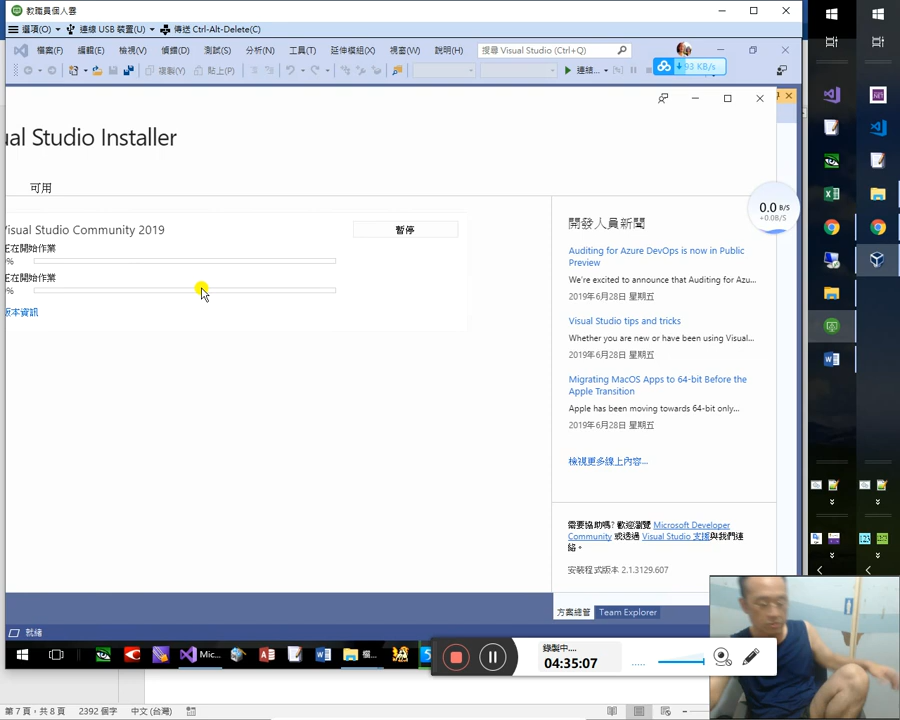 教職員個人雲
選項(O) 連線 USB 裝置(U) 傳送 Ctrl-Alt-Delete(C)
檔案(F) 編輯(E) 檢視(V) 偵錯(D) 測試(S) 分析(N) 工具(T) 延伸模組(X) 視窗(W) 說明(H) 搜尋 Visual Studio (Ctrl+Q)
複製(Y) 貼上(P) 連結... 93 KB/s
ual Studio Installer
可用
Visual Studio Community 2019
暫停
正在開始作業
0%
正在開始作業
0%
版本資訊
0.0 B/S
+0.0B/S
開發人員新聞
Auditing for Azure DevOps is now in Public
Preview
We're excited to announce that Auditing for Azu...
2019年6月28日 星期五
Visual Studio tips and tricks
Whether you are new or have been using Visual...
2019年6月28日 星期五
Migrating MacOS Apps to 64-bit Before the
Apple Transition
Apple has been moving towards 64-bit only...
2019年6月28日 星期五
檢視更多線上內容...
需要協助嗎? 歡迎瀏覽 Microsoft Developer
Community 或透過 Visual Studio 支援與我們連
絡。
安裝程式版本 2.1.3129.607
方案總管 Team Explorer
就緒
Mic...
檔...
錄製中...
04:35:07
第 7 頁，共 8 頁 2392 個字 中文 (台灣)